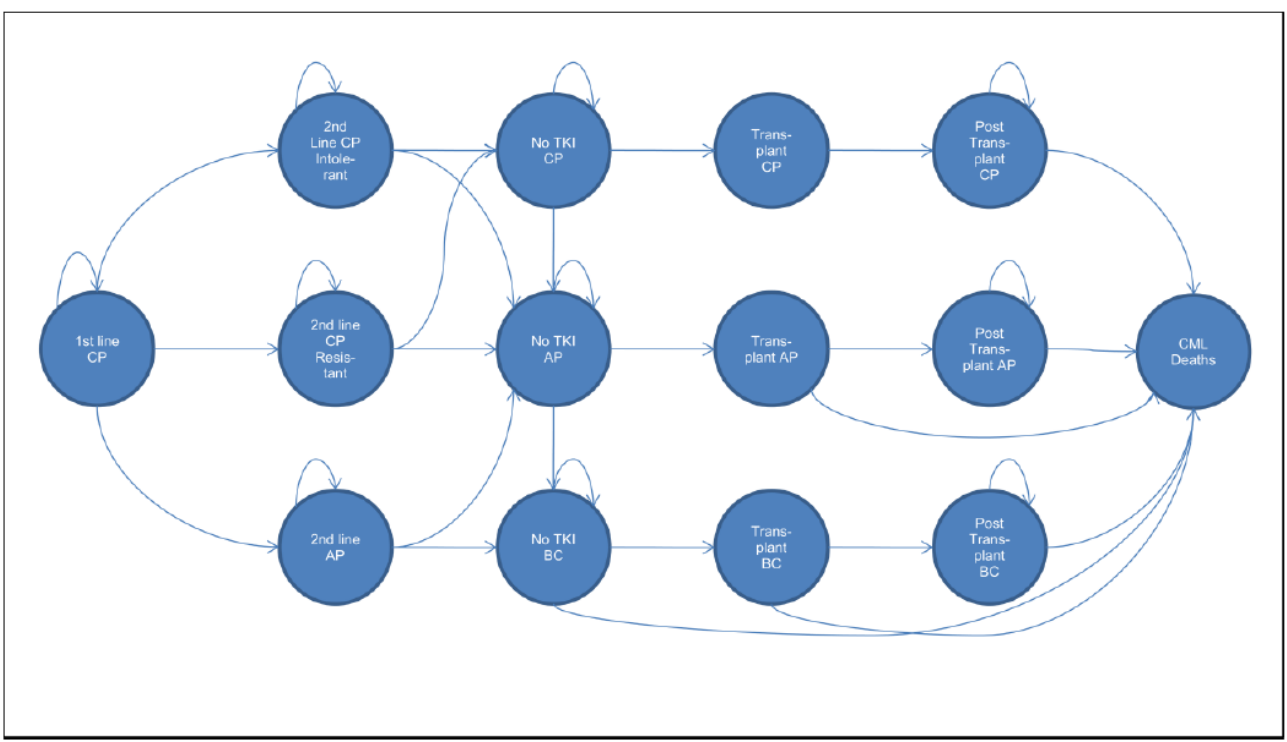 2nd
Line CP
Intole-
rant
No TKI
CP
Trans-
plant
CP
Post
Trans-
plant
CP
1st line
CP
2nd line
CP
Resis-
tant
No TKI
AP
Trans-
plant AP
Post
Trans-
plant AP
CML
Deaths
2nd line
AP
No TKI
BC
Trans-
plant
BC
Post
Trans-
plant
BC